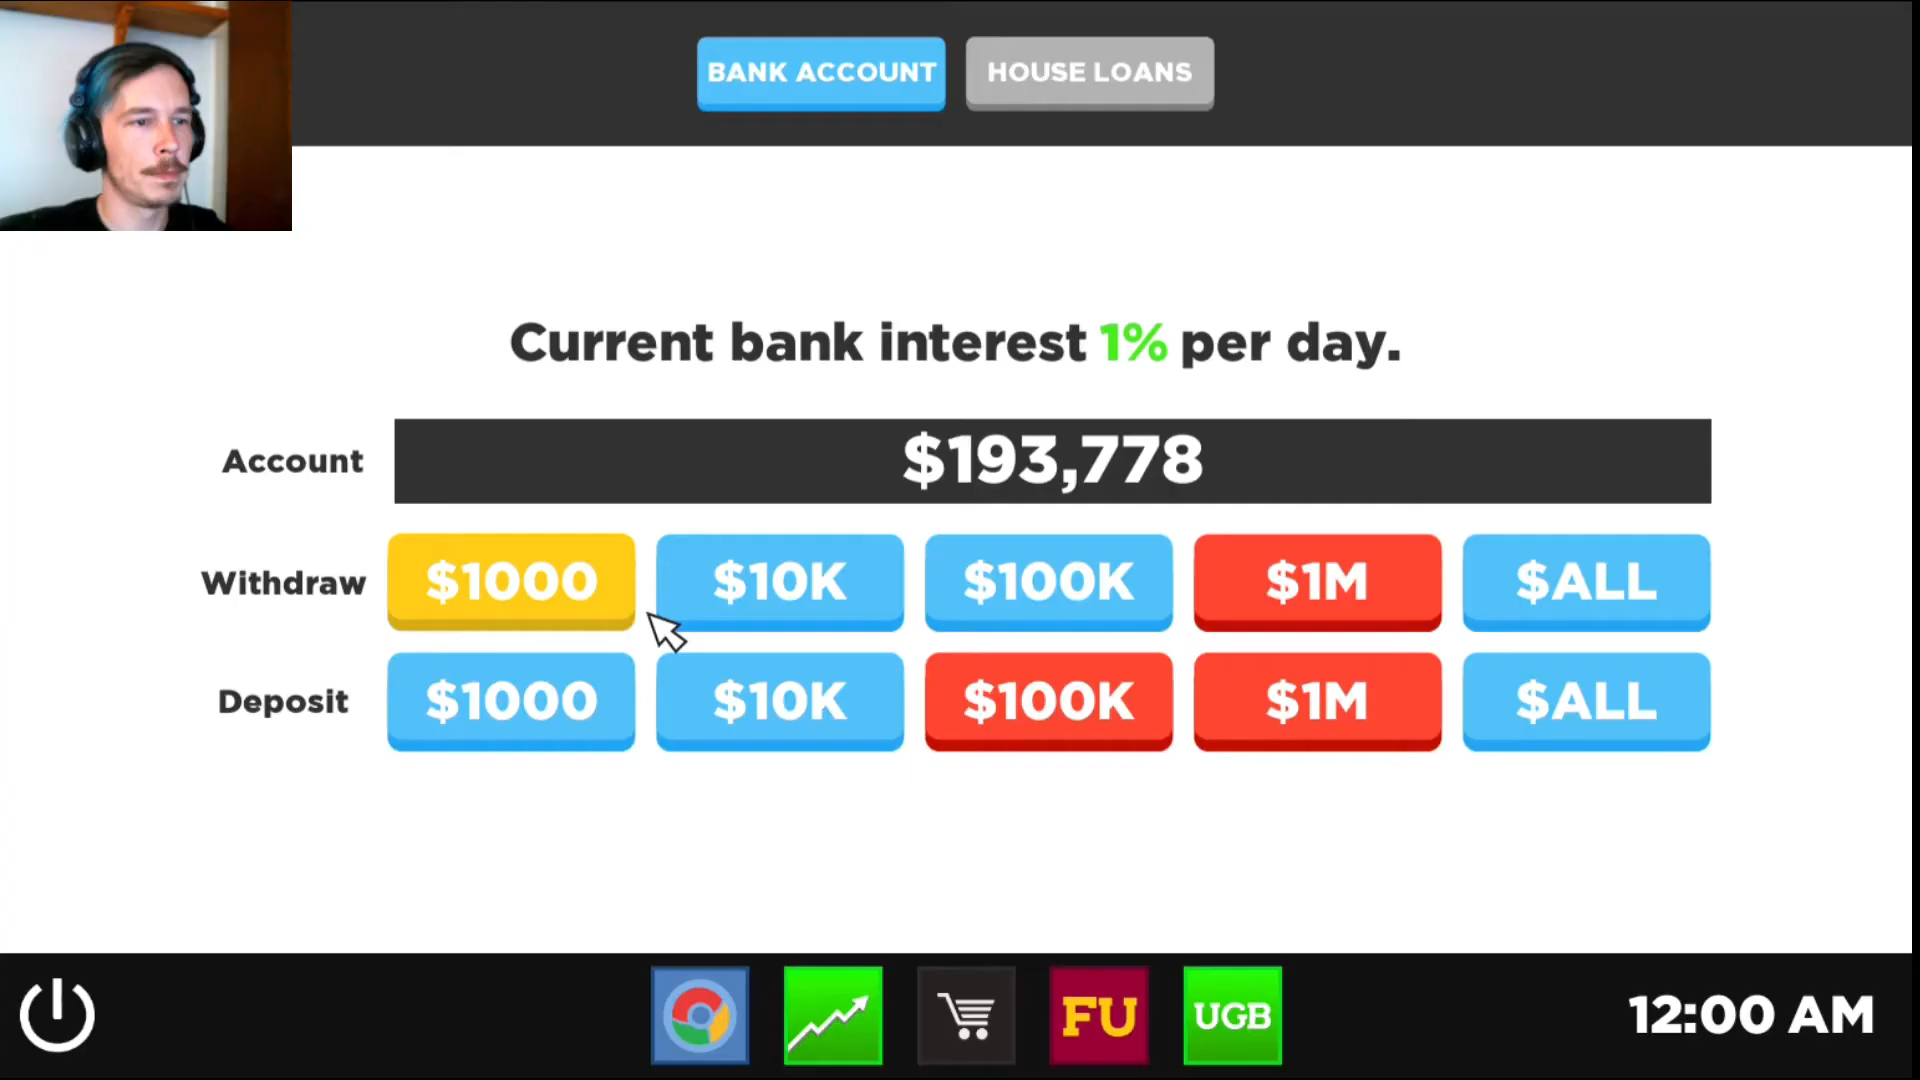 BANK ACCOUNT HOUSE LOANS
Current bank interest 1% per day.
Account $193,778
Withdraw $1000 $10K $100K $1M $ALL
Deposit $1000 $10K $100K $1M $ALL
FU UGB 12:00 AM